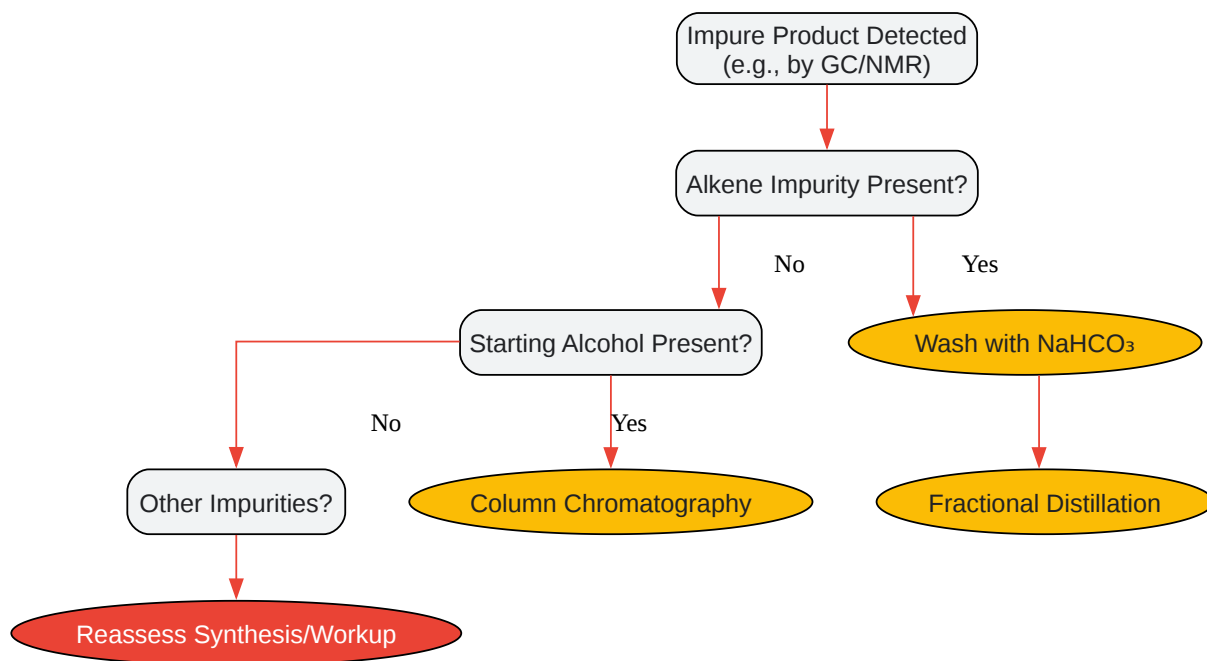 Impure Product Detected
(e.g., by GC/NMR)
Alkene Impurity Present?
No
Yes
Starting Alcohol Present?
Wash with NaHCO₃
No
Yes
Other Impurities?
Column Chromatography
Fractional Distillation
Reassess Synthesis/Workup